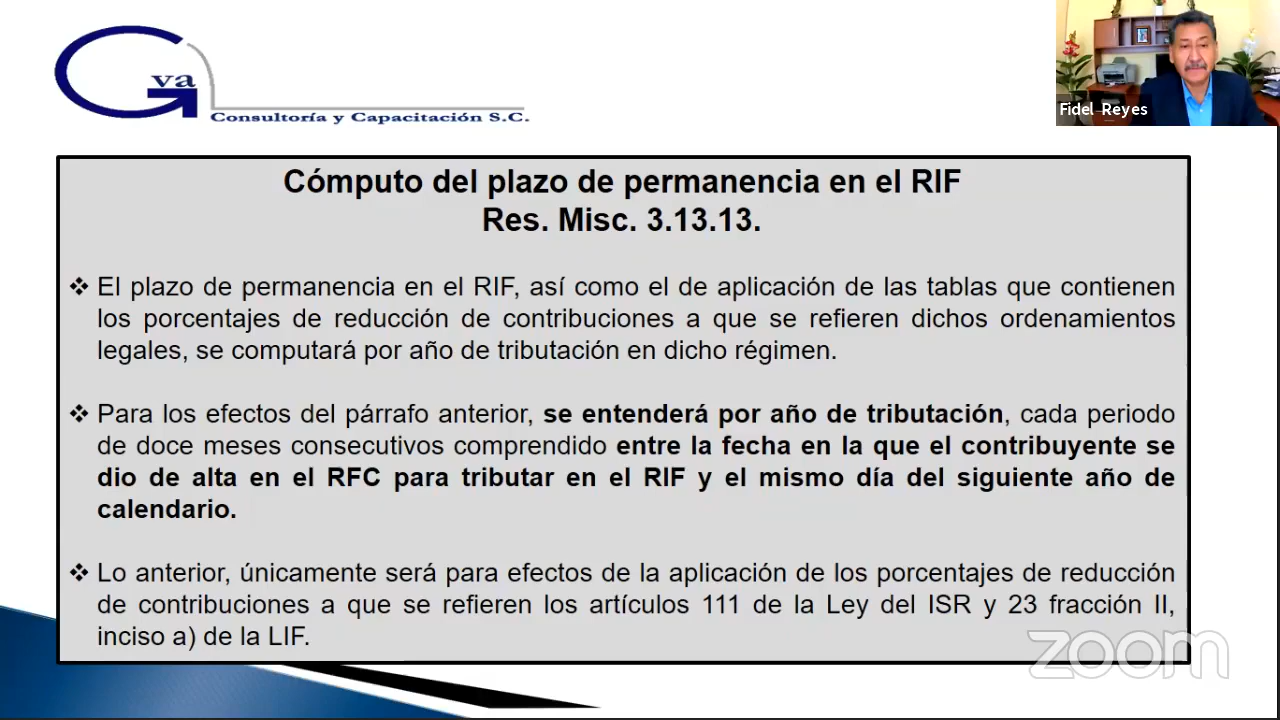 Gva
Consultoría y Capacitación S.C.
Fidel Reyes
Cómputo del plazo de permanencia en el RIF
Res. Misc. 3.13.13.
❖ El plazo de permanencia en el RIF, así como el de aplicación de las tablas que contienen
los porcentajes de reducción de contribuciones a que se refieren dichos ordenamientos
legales, se computará por año de tributación en dicho régimen.
❖ Para los efectos del párrafo anterior, se entenderá por año de tributación, cada periodo
de doce meses consecutivos comprendido entre la fecha en la que el contribuyente se
dio de alta en el RFC para tributar en el RIF y el mismo día del siguiente año de
calendario.
❖ Lo anterior, únicamente será para efectos de la aplicación de los porcentajes de reducción
de contribuciones a que se refieren los artículos 111 de la Ley del ISR y 23 fracción II,
inciso a) de la LIF.
zoom